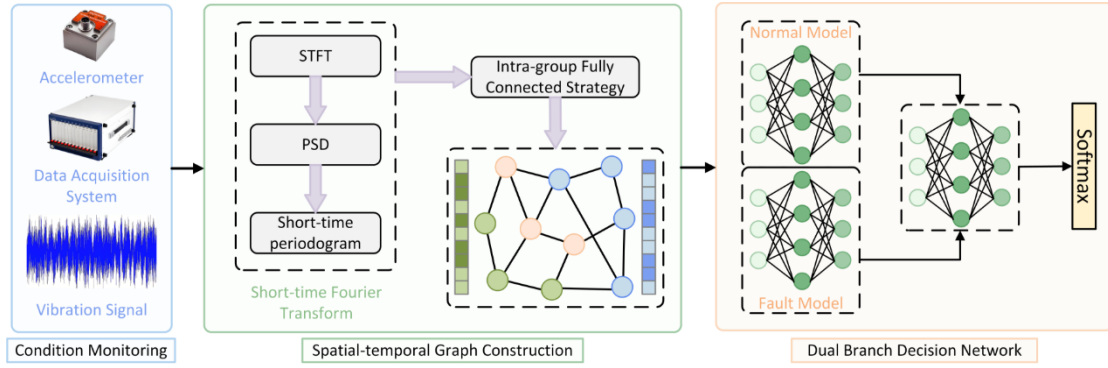 Accelerometer
Data Acquisition
System
Vibration Signal
Condition Monitoring
STFT
PSD
Short-time
periodogram
Short-time Fourier
Transform
Intra-group Fully
Connected Strategy
Spatial-temporal Graph Construction
Normal Model
Fault Model
Softmax
Dual Branch Decision Network